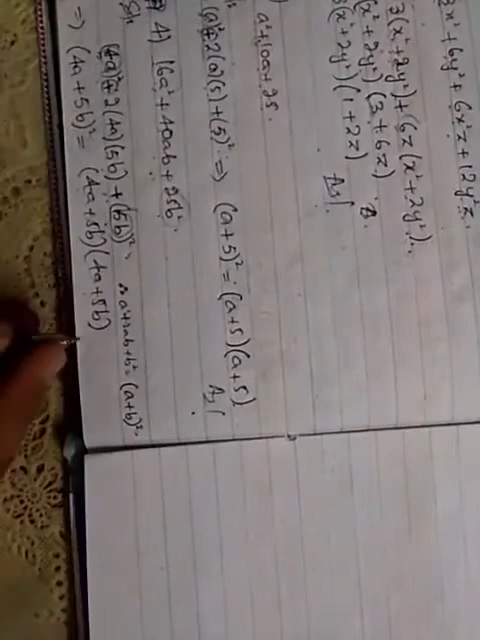 3x² + 6y² + 6x²z + 12y²z.
3(x² + 2y²) + 6z(x² + 2y²).
(x² + 2y²)(3 + 6z)
3(x² + 2y²)(1 + 2z)
Ans
a² + 10a + 25.
(a)² + 2(a)(5) + (5)² => (a+5)² = (a+5)(a+5)
Ans
4) 16a² + 40ab + 25b².
Soln
(4a)² + 2(4a)(5b) + (5b)². ∴ a² + 2ab + b² = (a+b)².
=> (4a + 5b)² = (4a + 5b)(4a + 5b)